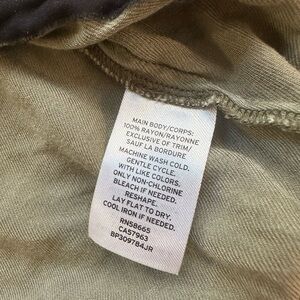 MAIN BODY/CORPS:
100% RAYON/RAYONNE
EXCLUSIVE OF TRIM/
SAUF LA BORDURE
MACHINE WASH COLD.
GENTLE CYCLE.
WITH LIKE COLORS.
ONLY NON-CHLORINE
BLEACH IF NEEDED.
RESHAPE.
LAY FLAT TO DRY.
COOL IRON IF NEEDED.
RN58665
CA57963
BP309784JR